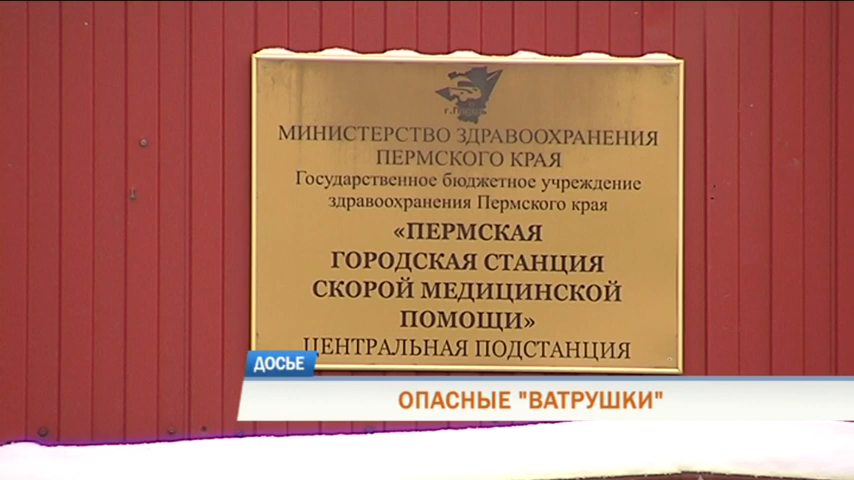 МИНИСТЕРСТВО ЗДРАВООХРАНЕНИЯ
ПЕРМСКОГО КРАЯ
Государственное бюджетное учреждение
здравоохранения Пермского края
«ПЕРМСКАЯ
ГОРОДСКАЯ СТАНЦИЯ
СКОРОЙ МЕДИЦИНСКОЙ
ПОМОЩИ»
ЦЕНТРАЛЬНАЯ ПОДСТАНЦИЯ
ДОСЬЕ
ОПАСНЫЕ "ВАТРУШКИ"